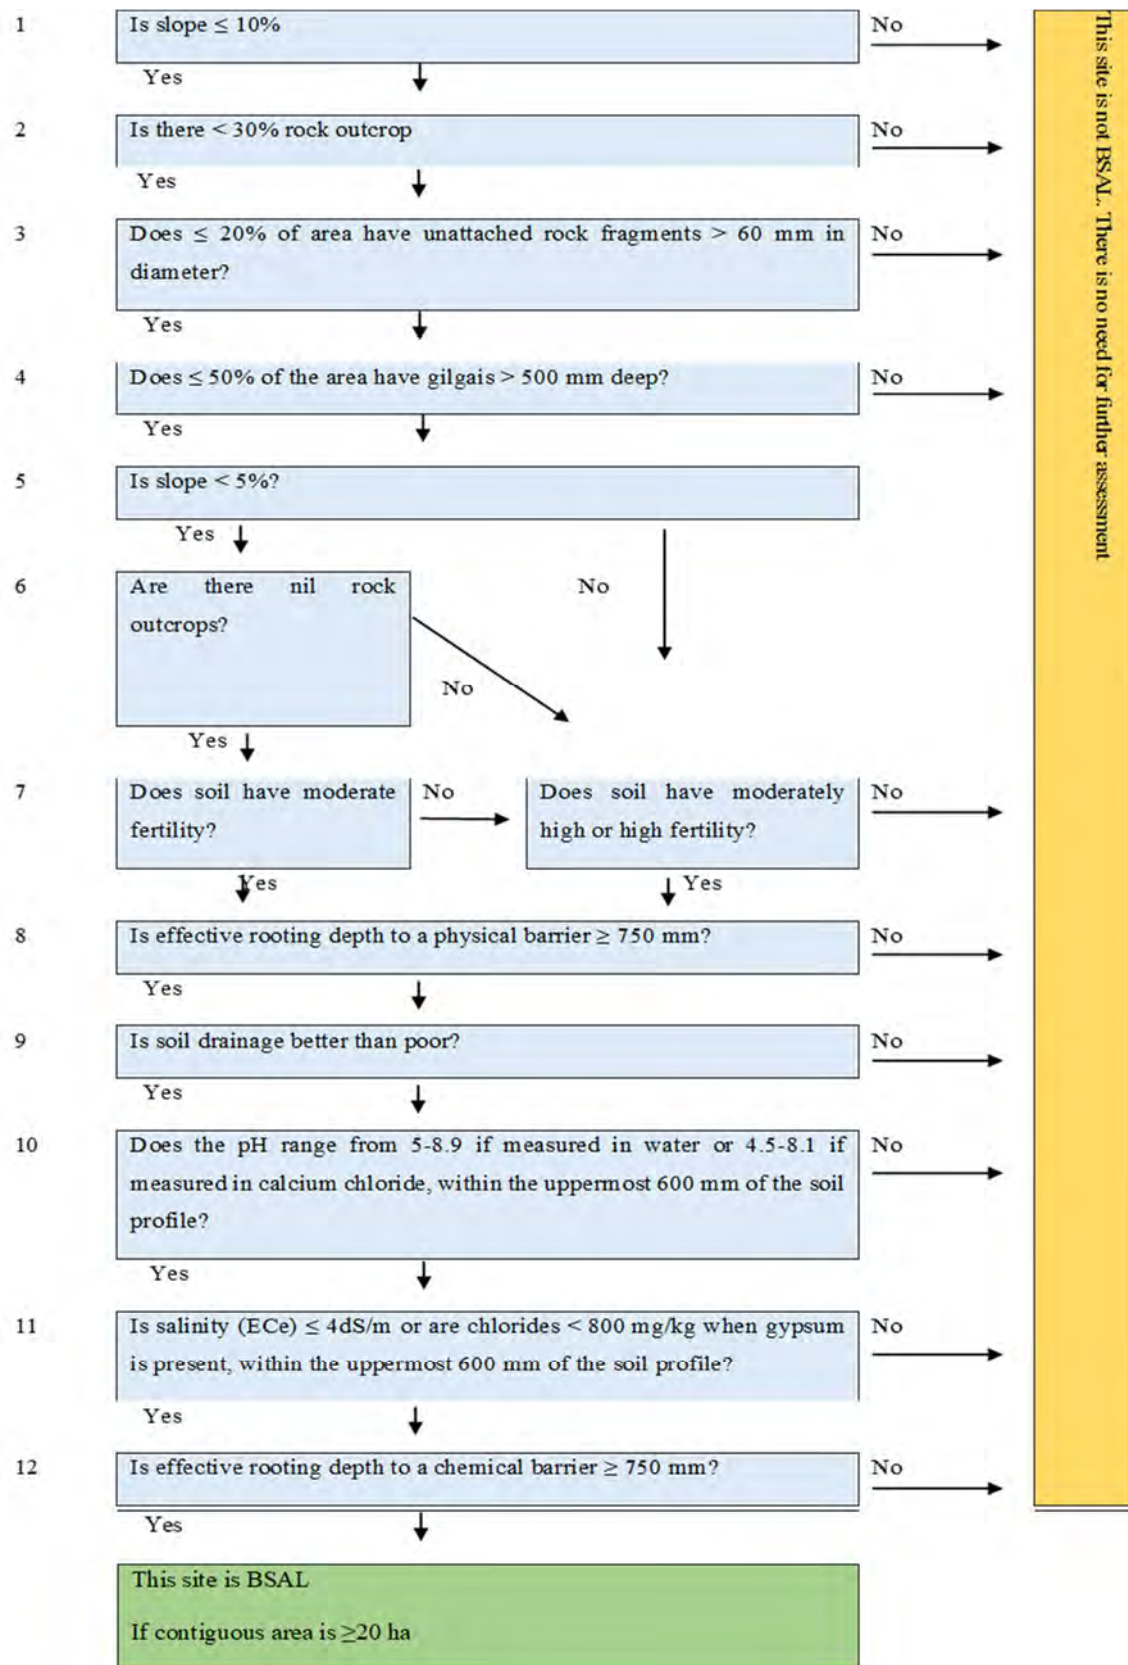 1
Is slope ≤ 10%
No
Yes
2
Is there < 30% rock outcrop
No
Yes
3
Does ≤ 20% of area have unattached rock fragments > 60 mm in
diameter?
No
Yes
4
Does ≤ 50% of the area have gilgais > 500 mm deep?
No
Yes
5
Is slope < 5%?
Yes
No
6
Are there nil rock
outcrops?
No
Yes
7
Does soil have moderate
fertility?
No
Does soil have moderately
high or high fertility?
No
Yes
Yes
8
Is effective rooting depth to a physical barrier ≥ 750 mm?
No
Yes
9
Is soil drainage better than poor?
No
Yes
10
Does the pH range from 5-8.9 if measured in water or 4.5-8.1 if
measured in calcium chloride, within the uppermost 600 mm of the soil
profile?
No
Yes
11
Is salinity (ECe) ≤ 4dS/m or are chlorides < 800 mg/kg when gypsum
is present, within the uppermost 600 mm of the soil profile?
No
Yes
12
Is effective rooting depth to a chemical barrier ≥ 750 mm?
No
Yes
This site is BSAL
If contiguous area is ≥20 ha
This site is not BSAL. There is no need for further assessment